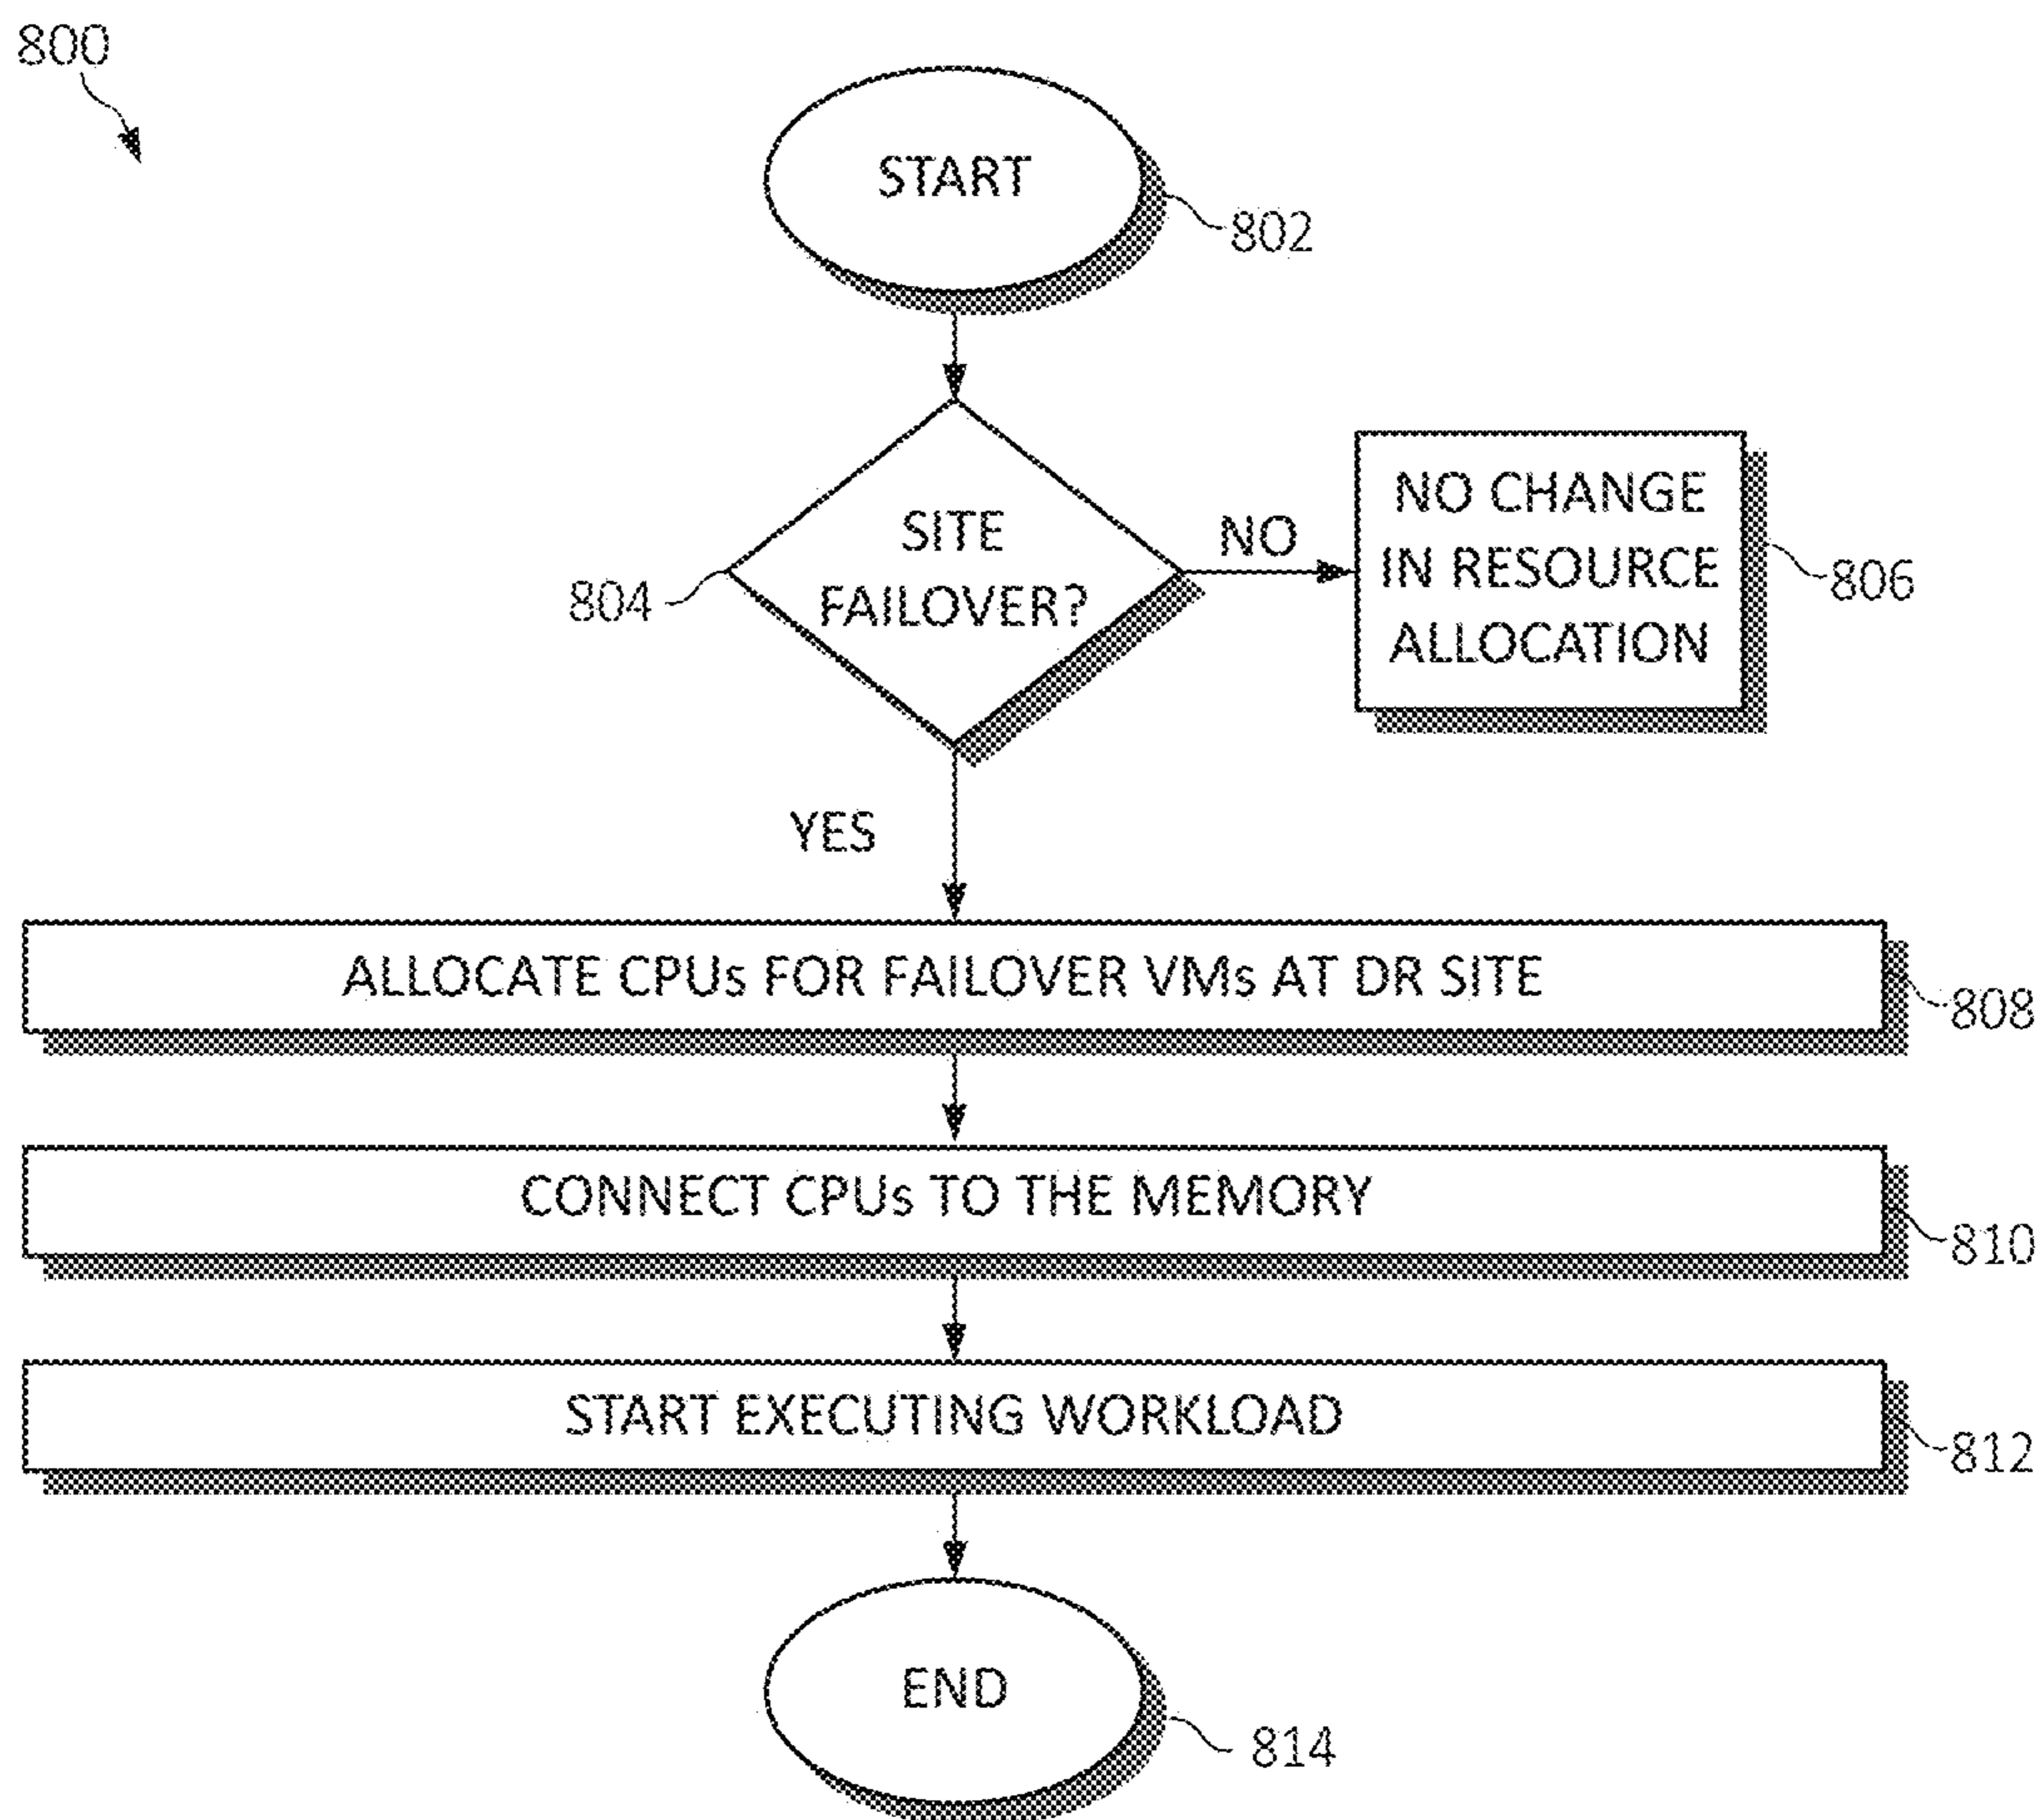 800
START
802
SITE
FAILOVER?
804
NO
NO CHANGE
IN RESOURCE
ALLOCATION
806
YES
ALLOCATE CPUs FOR FAILOVER VMs AT DR SITE
808
CONNECT CPUs TO THE MEMORY
810
START EXECUTING WORKLOAD
812
END
814